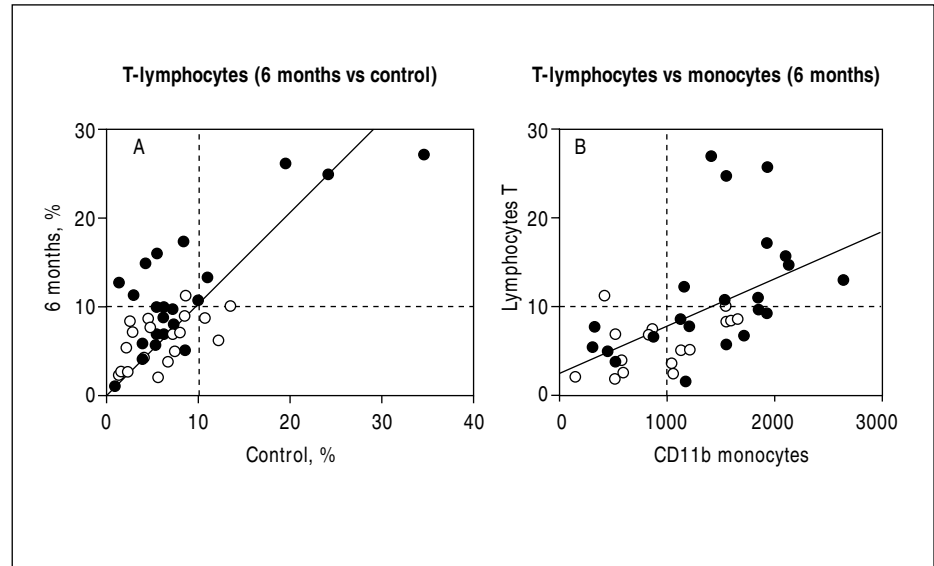 T-lymphocytes (6 months vs control)
30
A
20
10
0
6 months, %
0 10 20 30 40
Control, %
T-lymphocytes vs monocytes (6 months)
30
B
20
10
0
Lymphocytes T
0 1000 2000 3000
CD11b monocytes